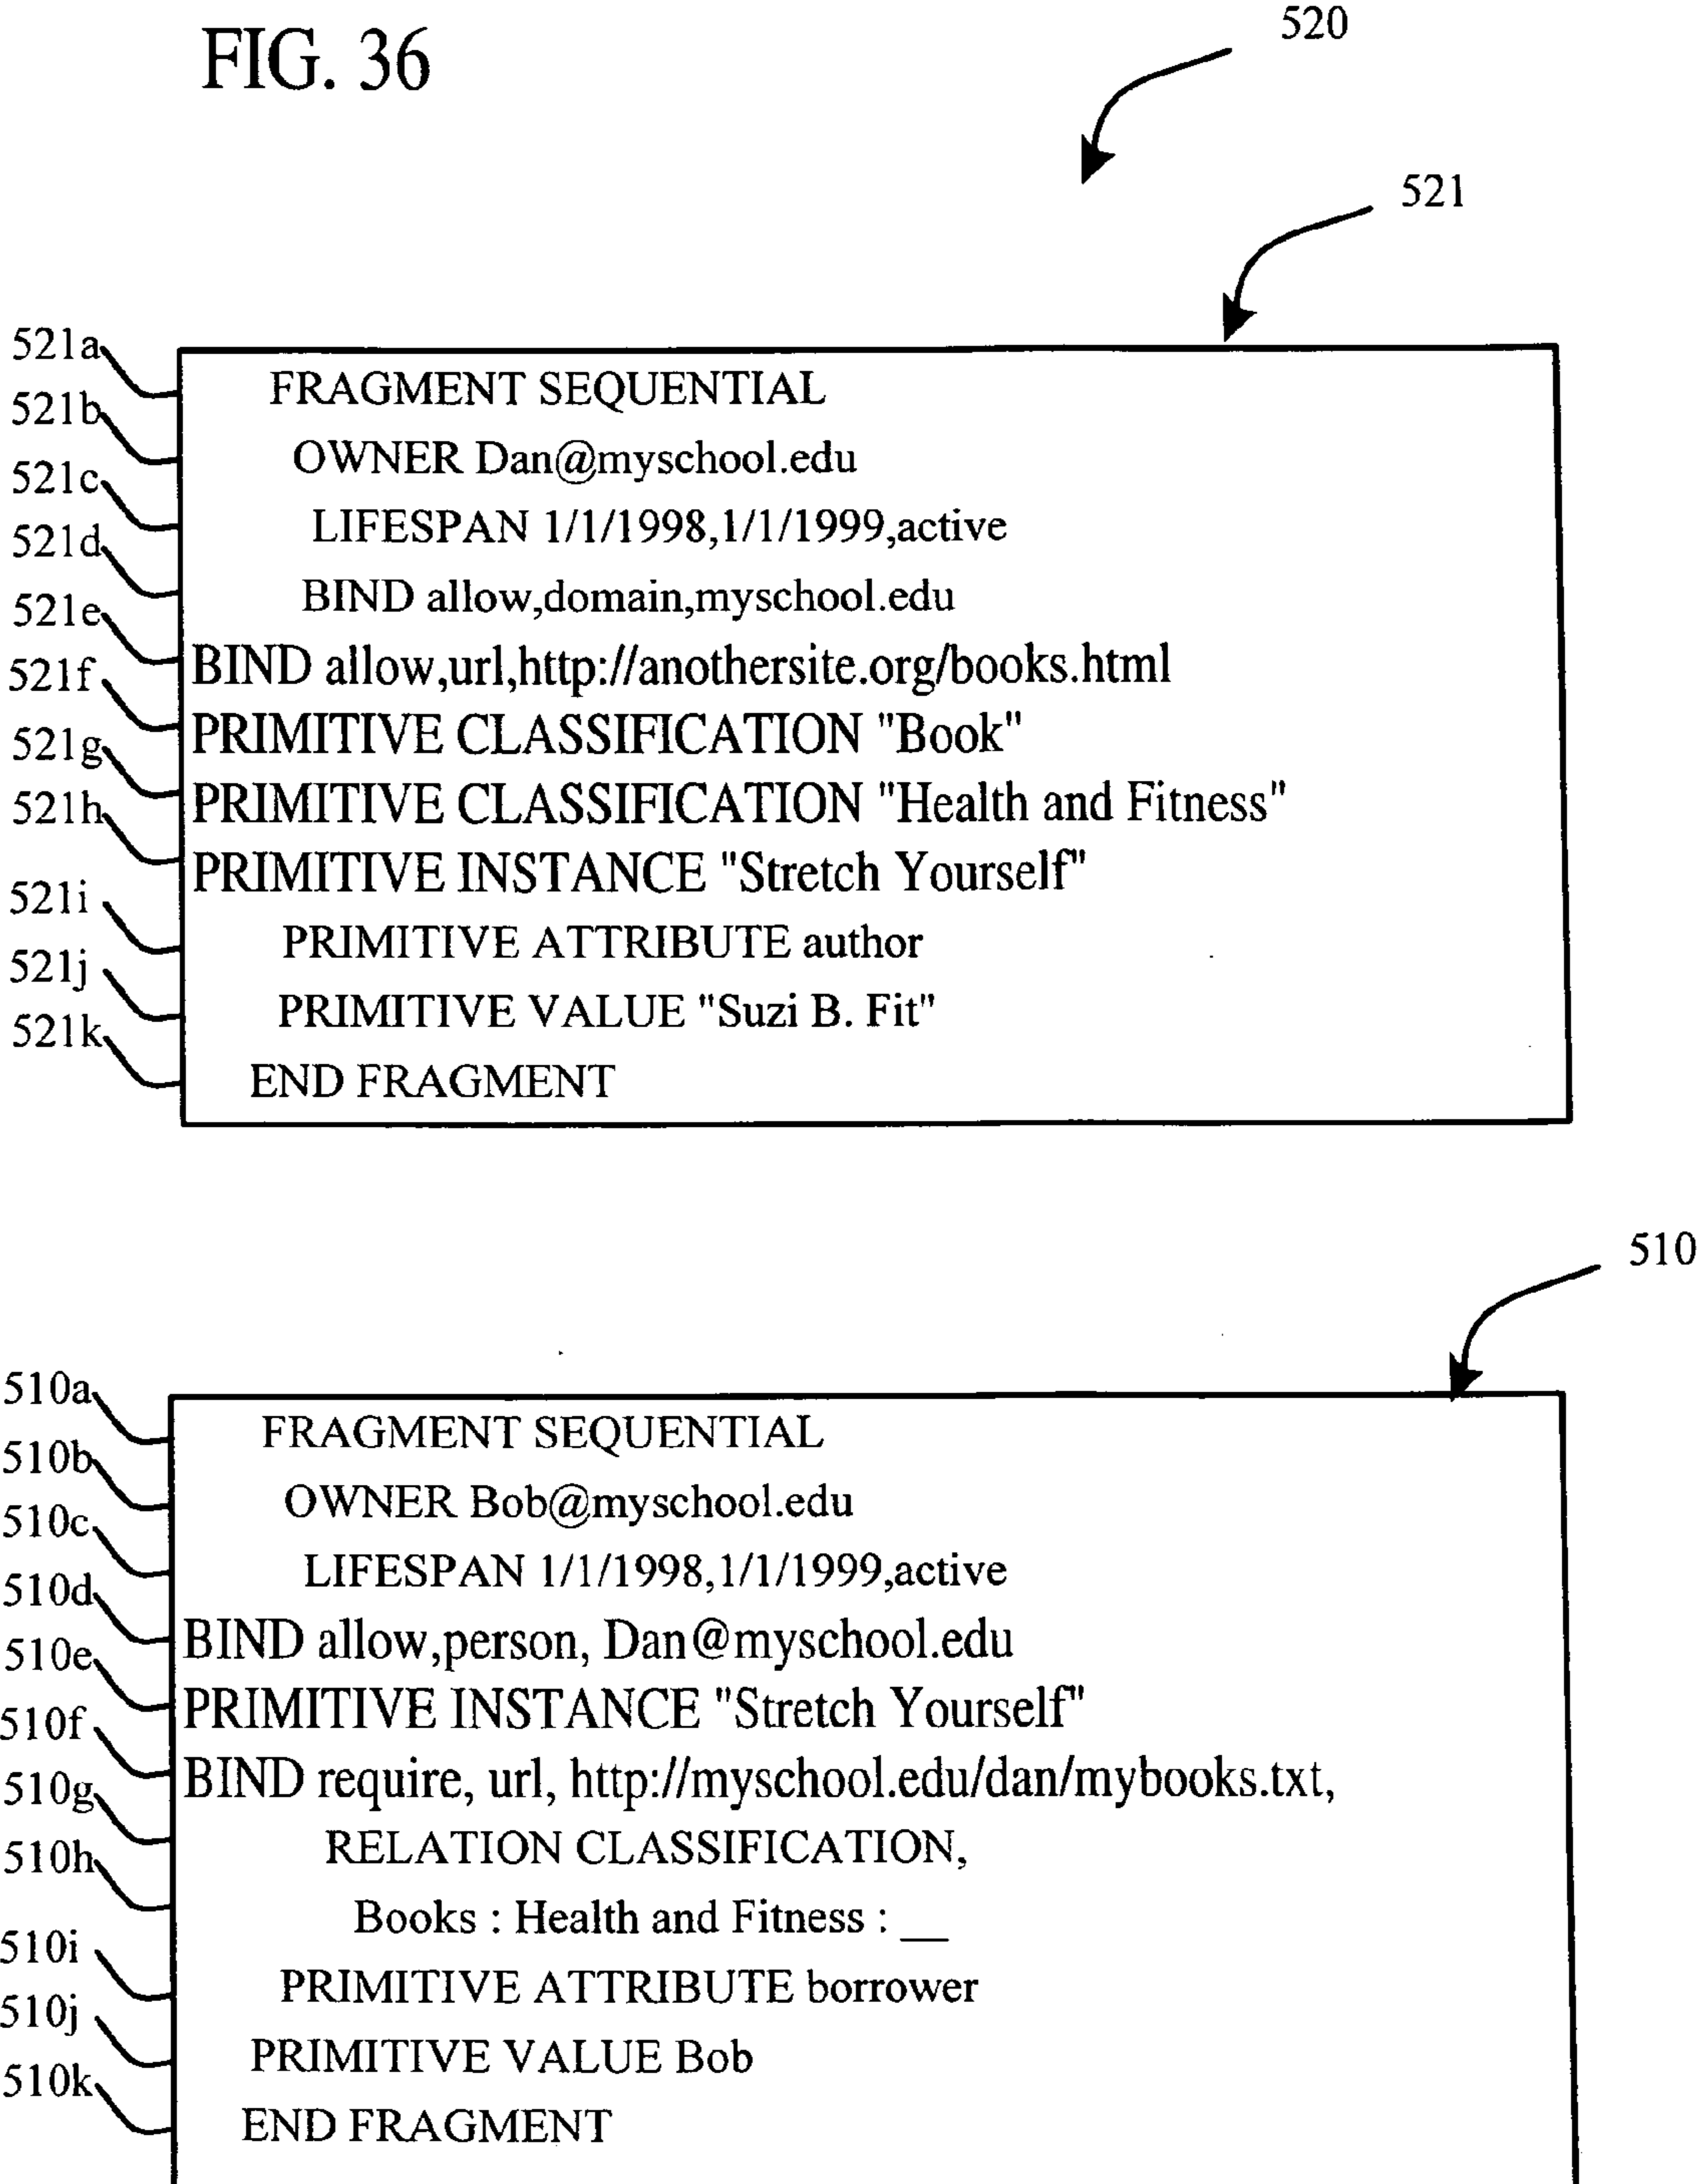 FIG. 36
520
521
521a
FRAGMENT SEQUENTIAL
521b
OWNER Dan@myschool.edu
521c
LIFESPAN 1/1/1998,1/1/1999,active
521d
BIND allow,domain,myschool.edu
521e
BIND allow,url,http://anothersite.org/books.html
521f
PRIMITIVE CLASSIFICATION "Book"
521g
PRIMITIVE CLASSIFICATION "Health and Fitness"
521h
PRIMITIVE INSTANCE "Stretch Yourself"
521i
PRIMITIVE ATTRIBUTE author
521j
PRIMITIVE VALUE "Suzi B. Fit"
521k
END FRAGMENT
510
510a
FRAGMENT SEQUENTIAL
510b
OWNER Bob@myschool.edu
510c
LIFESPAN 1/1/1998,1/1/1999,active
510d
BIND allow,person, Dan@myschool.edu
510e
PRIMITIVE INSTANCE "Stretch Yourself"
510f
BIND require, url, http://myschool.edu/dan/mybooks.txt,
510g
RELATION CLASSIFICATION,
510h
Books : Health and Fitness : __
510i
PRIMITIVE ATTRIBUTE borrower
510j
PRIMITIVE VALUE Bob
510k
END FRAGMENT